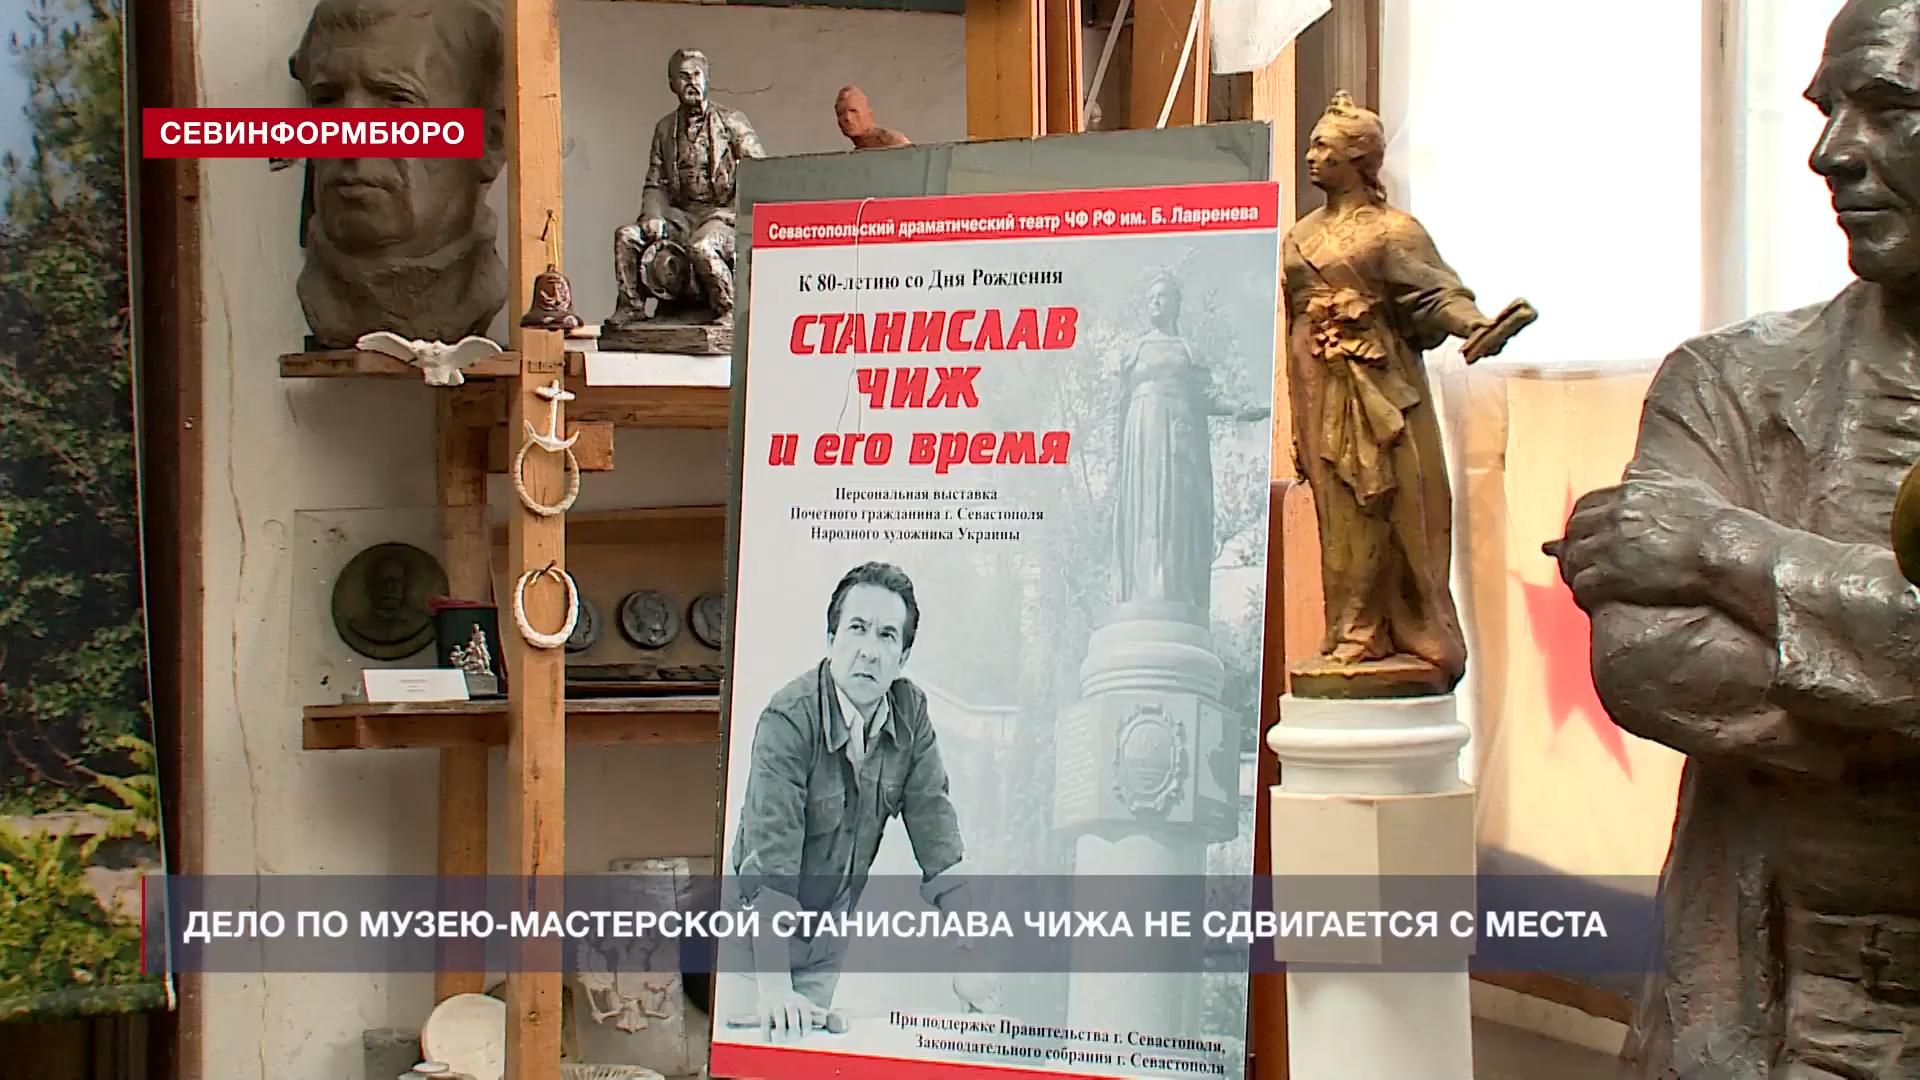 СЕВИНФОРМБЮРО
Севастопольский драматический театр ЧФ РФ им. Б. Лавренева
К 80-летию со Дня Рождения
СТАНИСЛАВ
ЧИЖ
и его время
Персональная выставка
Почетного гражданина г. Севастополя
Народного художника Украины
ДЕЛО ПО МУЗЕЮ-МАСТЕРСКОЙ СТАНИСЛАВА ЧИЖА НЕ СДВИГАЕТСЯ С МЕСТА
При поддержке Правительства г. Севастополя,
Законодательного собрания г. Севастополя